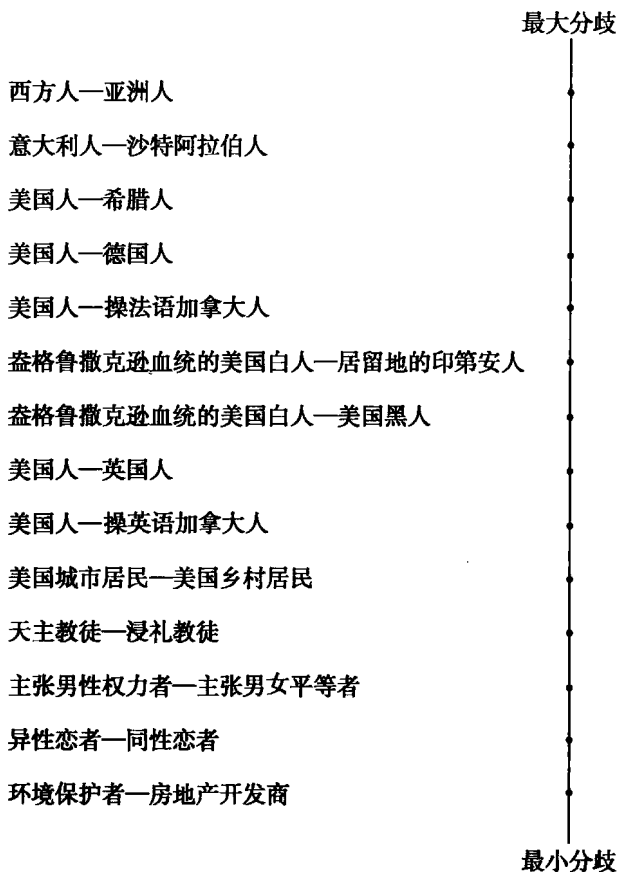 最大分歧
西方人—亚洲人
意大利人—沙特阿拉伯人
美国人—希腊人
美国人—德国人
美国人—操法语加拿大人
盎格鲁撒克逊血统的美国白人—居留地的印第安人
盎格鲁撒克逊血统的美国白人—美国黑人
美国人—英国人
美国人—操英语加拿大人
美国城市居民—美国乡村居民
天主教徒—浸礼教徒
主张男性权力者—主张男女平等者
异性恋者—同性恋者
环境保护者—房地产开发商
最小分歧